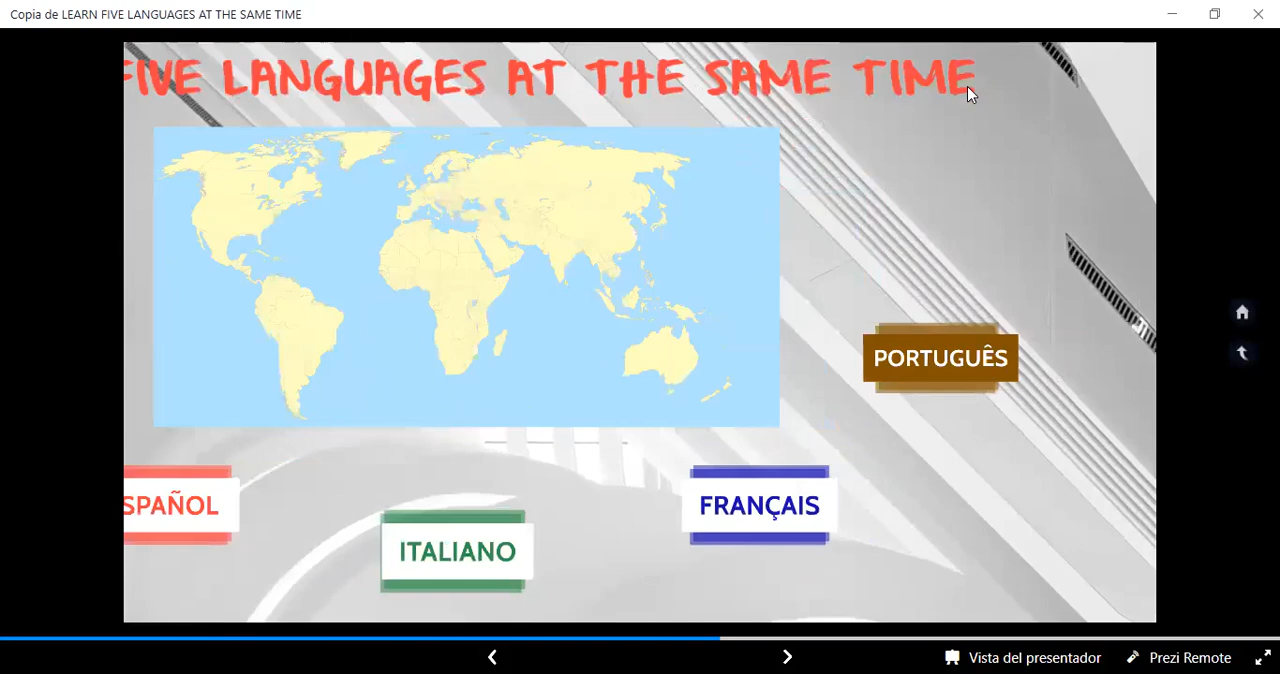 Copia de LEARN FIVE LANGUAGES AT THE SAME TIME
FIVE LANGUAGES AT THE SAME TIME
PORTUGUÊS
SPAÑOL
FRANÇAIS
ITALIANO
Vista del presentador
Prezi Remote